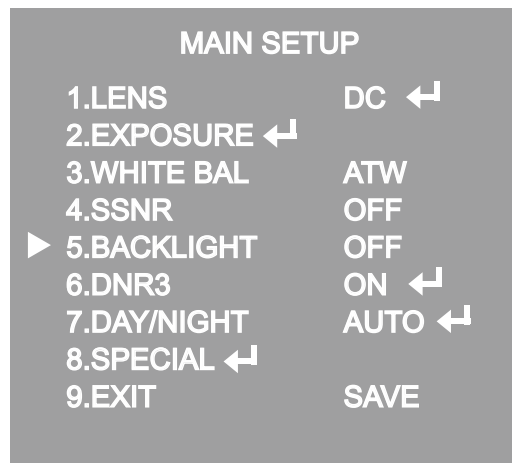 MAIN SETUP
1.LENS DC ↵
2.EXPOSURE ↵
3.WHITE BAL ATW
4.SSNR OFF
▶ 5.BACKLIGHT OFF
6.DNR3 ON ↵
7.DAY/NIGHT AUTO ↵
8.SPECIAL ↵
9.EXIT SAVE